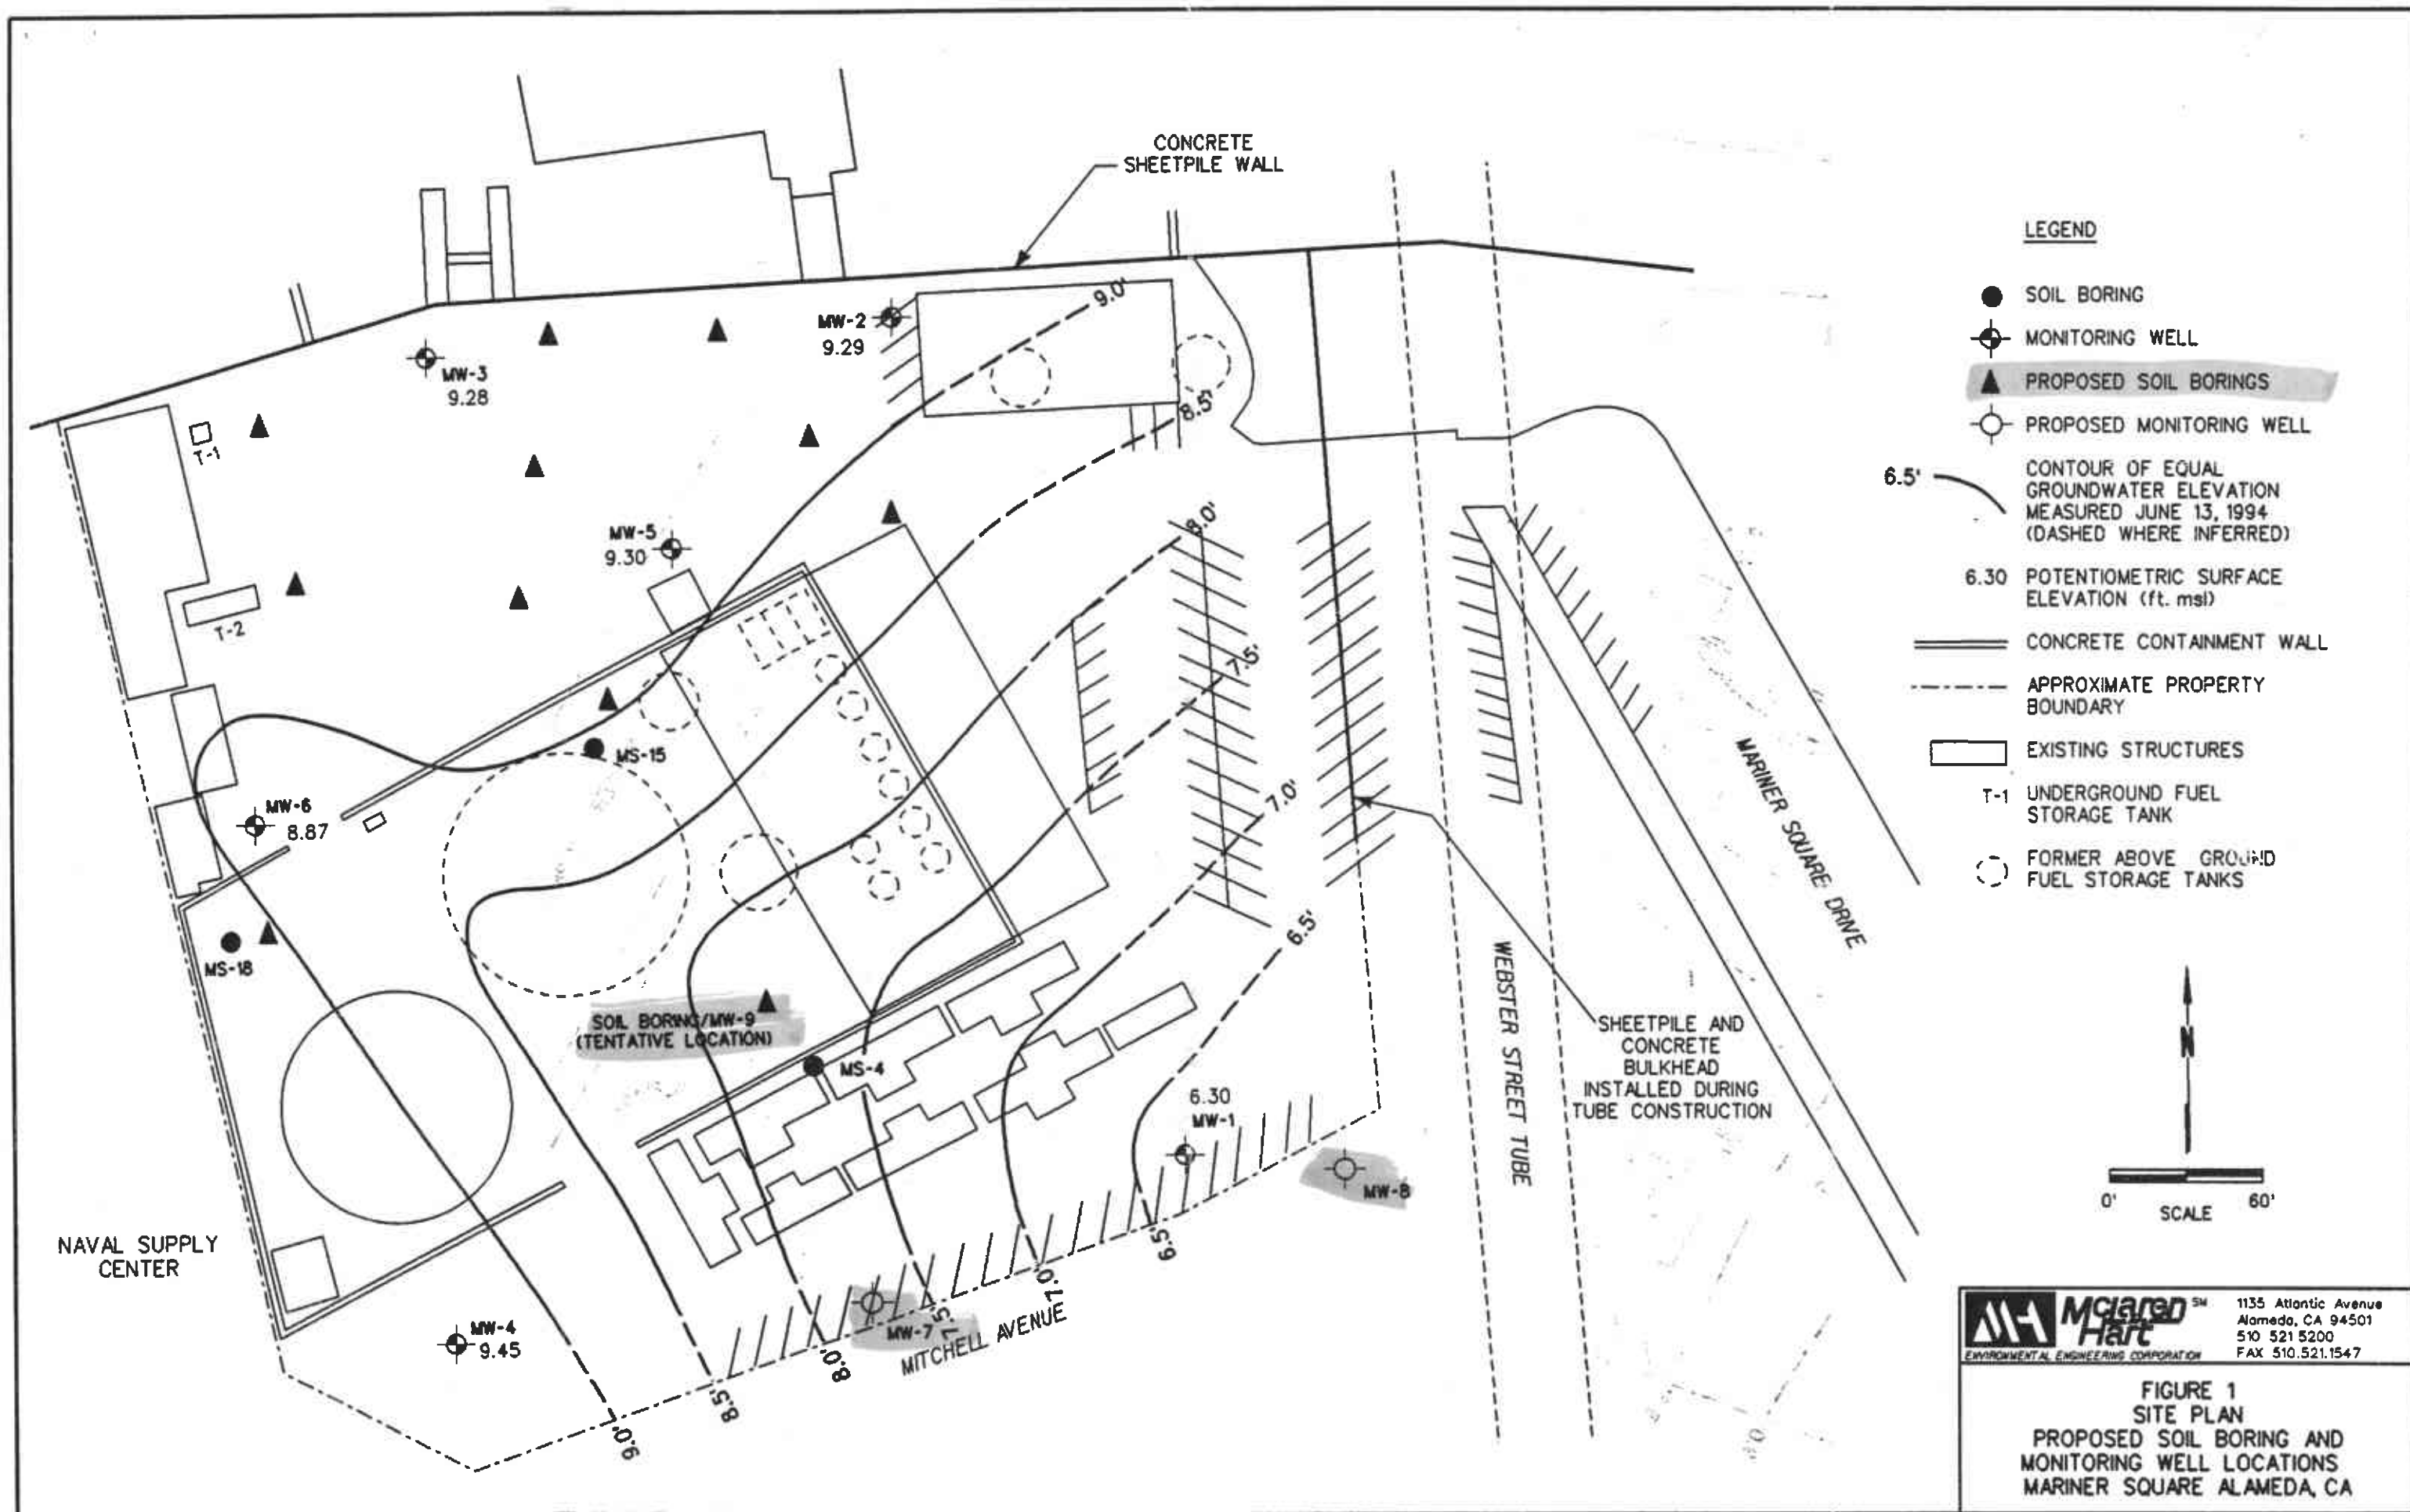 CONCRETE
SHEETPILE WALL
MW-2
9.29
9.0'
MW-3
9.28
8.5'
T-1
MW-5
9.30
8.0'
T-2
7.5'
MS-15
MW-6
8.87
7.0'
MARINER SQUARE DRIVE
6.5'
MS-18
SOIL BORING/MW-9
(TENTATIVE LOCATION)
MS-4
WEBSTER STREET TUBE
SHEETPILE AND
CONCRETE
BULKHEAD
INSTALLED DURING
TUBE CONSTRUCTION
6.30
MW-1
MW-8
NAVAL SUPPLY
CENTER
MW-4
9.45
MW-7
MITCHELL AVENUE
9.0'
8.5'
8.0'
7.5'
7.0'
6.5'
LEGEND
SOIL BORING
MONITORING WELL
PROPOSED SOIL BORINGS
PROPOSED MONITORING WELL
6.5'
CONTOUR OF EQUAL
GROUNDWATER ELEVATION
MEASURED JUNE 13, 1994
(DASHED WHERE INFERRED)
6.30 POTENTIOMETRIC SURFACE
ELEVATION (ft. msl)
CONCRETE CONTAINMENT WALL
APPROXIMATE PROPERTY
BOUNDARY
EXISTING STRUCTURES
T-1 UNDERGROUND FUEL
STORAGE TANK
FORMER ABOVE GROUND
FUEL STORAGE TANKS
N
0' 60'
SCALE
McLaren SM
Hart
ENVIRONMENTAL ENGINEERING CORPORATION
1135 Atlantic Avenue
Alameda, CA 94501
510 521 5200
FAX 510.521.1547
FIGURE 1
SITE PLAN
PROPOSED SOIL BORING AND
MONITORING WELL LOCATIONS
MARINER SQUARE ALAMEDA, CA